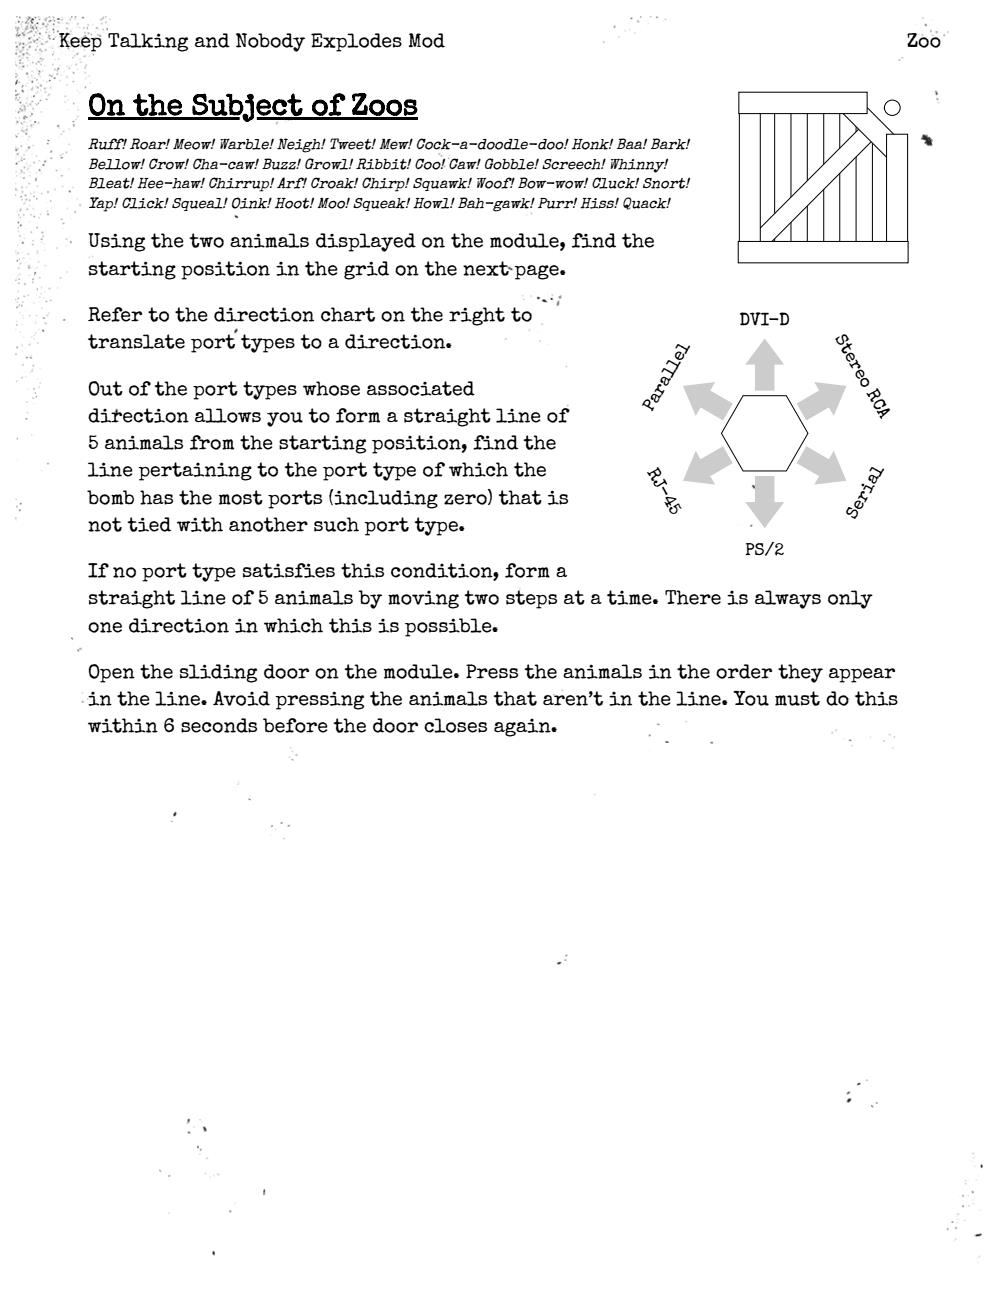 Keep Talking and Nobody Explodes Mod
Zoo
On the Subject of Zoos
Ruff! Roar! Meow! Warble! Neigh! Tweet! Mew! Cock-a-doodle-doo! Honk! Baa! Bark!
Bellow! Crow! Cha-caw! Buzz! Growl! Ribbit! Coo! Caw! Gobble! Screech! Whinny!
Bleat! Hee-haw! Chirrup! Arf! Croak! Chirp! Squawk! Woof! Bow-wow! Cluck! Snort!
Yap! Click! Squeal! Oink! Hoot! Moo! Squeak! Howl! Bah-gawk! Purr! Hiss! Quack!
Using the two animals displayed on the module, find the
starting position in the grid on the next page.
Refer to the direction chart on the right to
translate port types to a direction.
Out of the port types whose associated
direction allows you to form a straight line of
5 animals from the starting position, find the
line pertaining to the port type of which the
bomb has the most ports (including zero) that is
not tied with another such port type.
DVI-D
Parallel
Stereo RCA
RJ-45
Serial
PS/2
If no port type satisfies this condition, form a
straight line of 5 animals by moving two steps at a time. There is always only
one direction in which this is possible.
Open the sliding door on the module. Press the animals in the order they appear
in the line. Avoid pressing the animals that aren't in the line. You must do this
within 6 seconds before the door closes again.